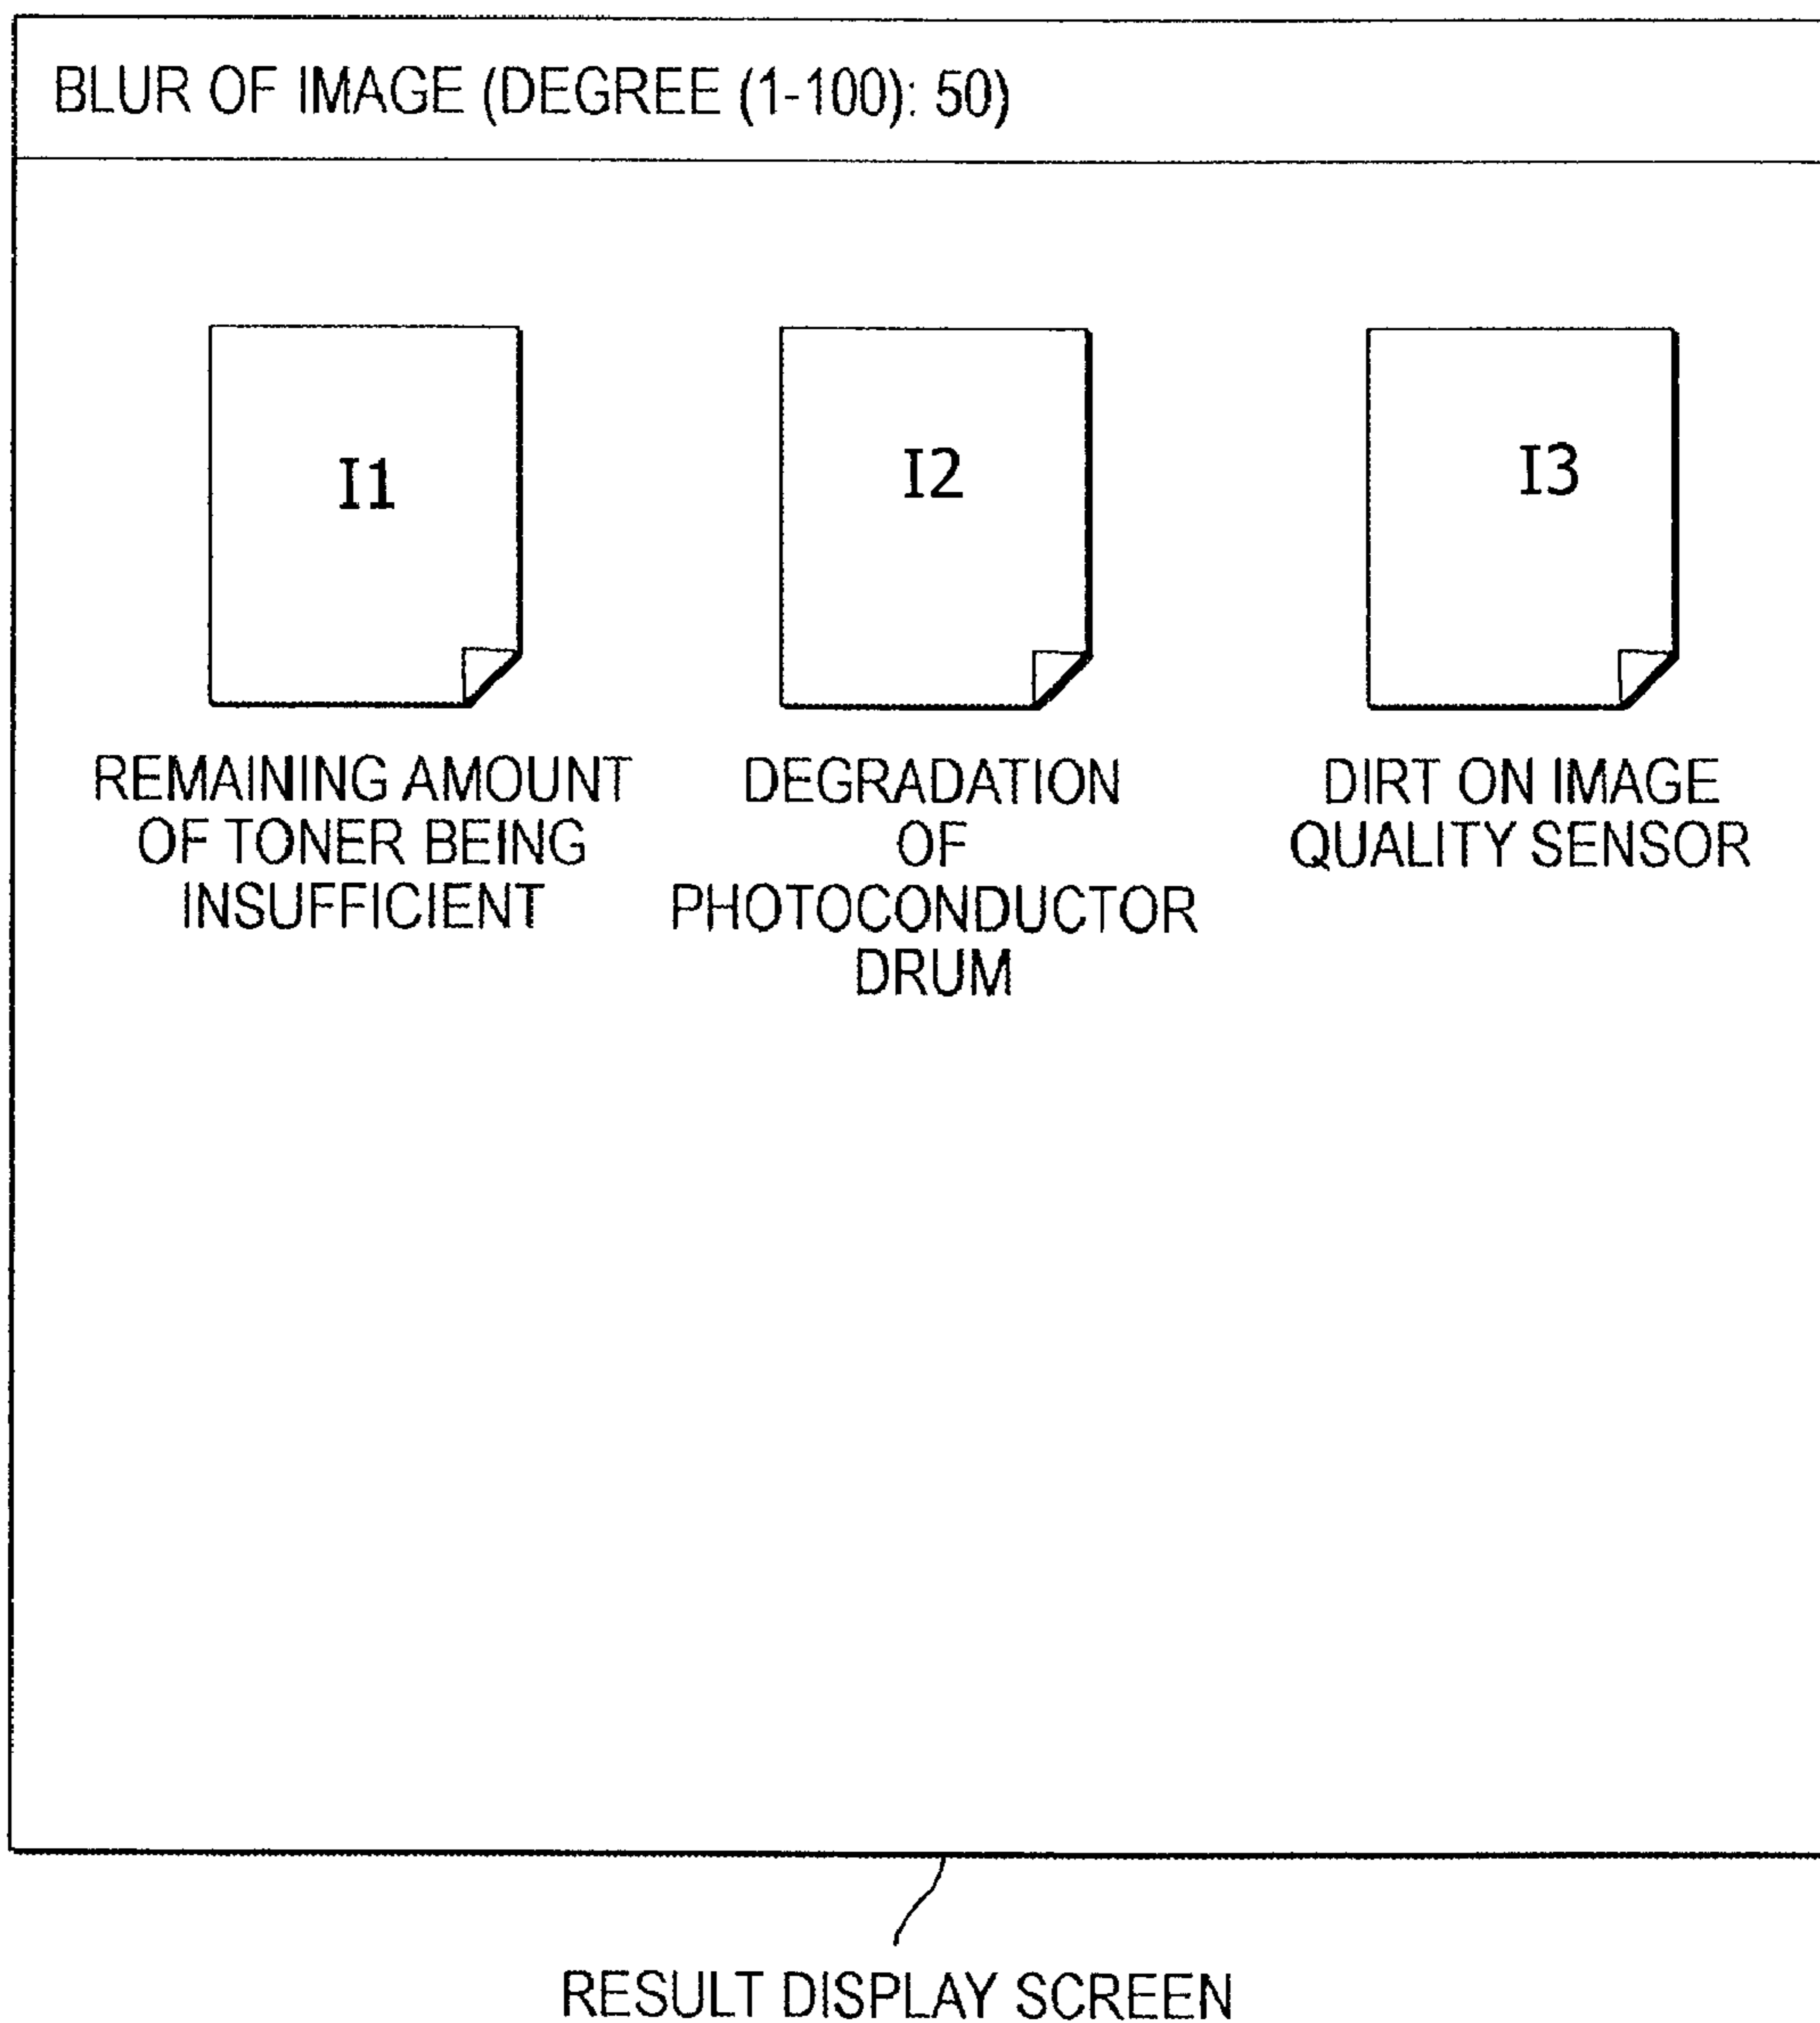 BLUR OF IMAGE (DEGREE (1-100): 50)
I1
I2
I3
REMAINING AMOUNT
OF TONER BEING
INSUFFICIENT
DEGRADATION
OF
PHOTOCONDUCTOR
DRUM
DIRT ON IMAGE
QUALITY SENSOR
RESULT DISPLAY SCREEN